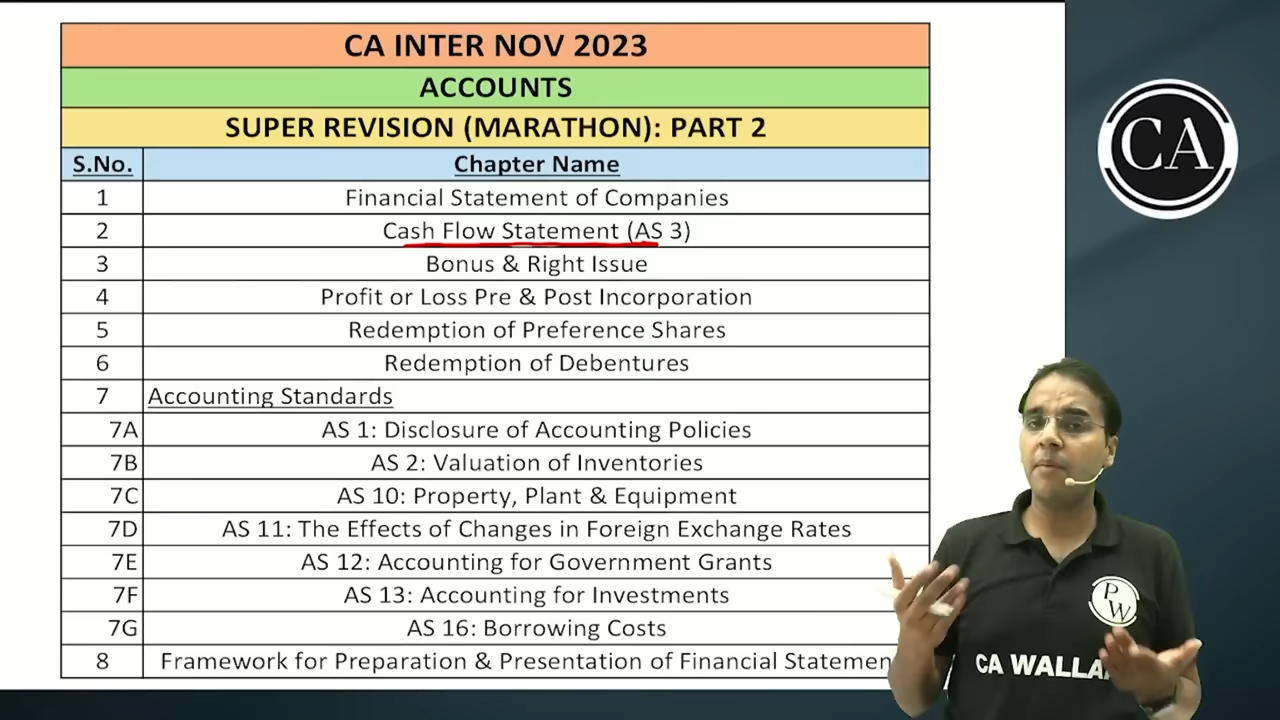 CA INTER NOV 2023
ACCOUNTS
SUPER REVISION (MARATHON): PART 2
S.No. Chapter Name
1 Financial Statement of Companies
2 Cash Flow Statement (AS 3)
3 Bonus & Right Issue
4 Profit or Loss Pre & Post Incorporation
5 Redemption of Preference Shares
6 Redemption of Debentures
7 Accounting Standards
7A AS 1: Disclosure of Accounting Policies
7B AS 2: Valuation of Inventories
7C AS 10: Property, Plant & Equipment
7D AS 11: The Effects of Changes in Foreign Exchange Rates
7E AS 12: Accounting for Government Grants
7F AS 13: Accounting for Investments
7G AS 16: Borrowing Costs
8 Framework for Preparation & Presentation of Financial Statemen
CA
PW
CA WALLA